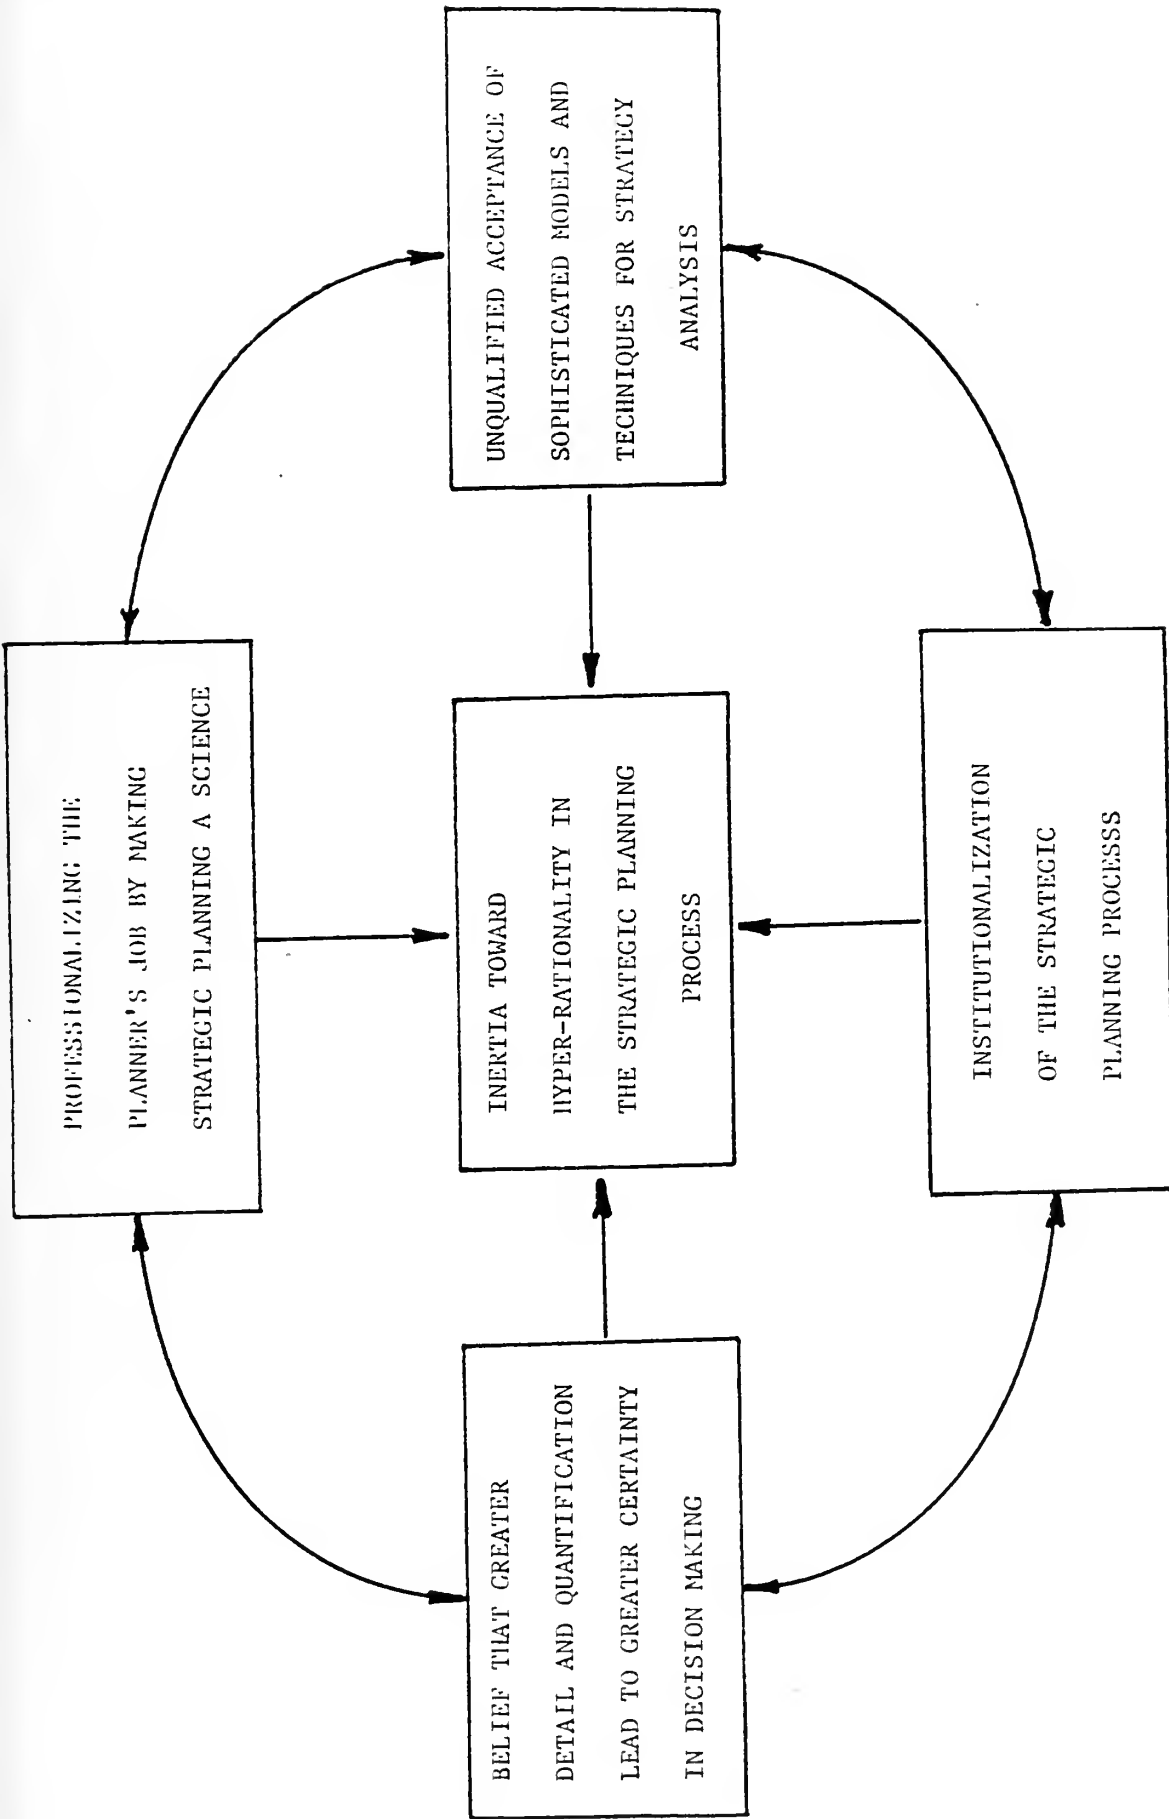 PROFESSIONALIZING THE
PLANNER'S JOB BY MAKING
STRATEGIC PLANNING A SCIENCE
BELIEF THAT GREATER
DETAIL AND QUANTIFICATION
LEAD TO GREATER CERTAINTY
IN DECISION MAKING
INERTIA TOWARD
HYPER-RATIONALITY IN
THE STRATEGIC PLANNING
PROCESS
UNQUALIFIED ACCEPTANCE OF
SOPHISTICATED MODELS AND
TECHNIQUES FOR STRATECY
ANALYSIS
INSTITUTIONALIZATION
OF THE STRATEGIC
PLANNING PROCESSS